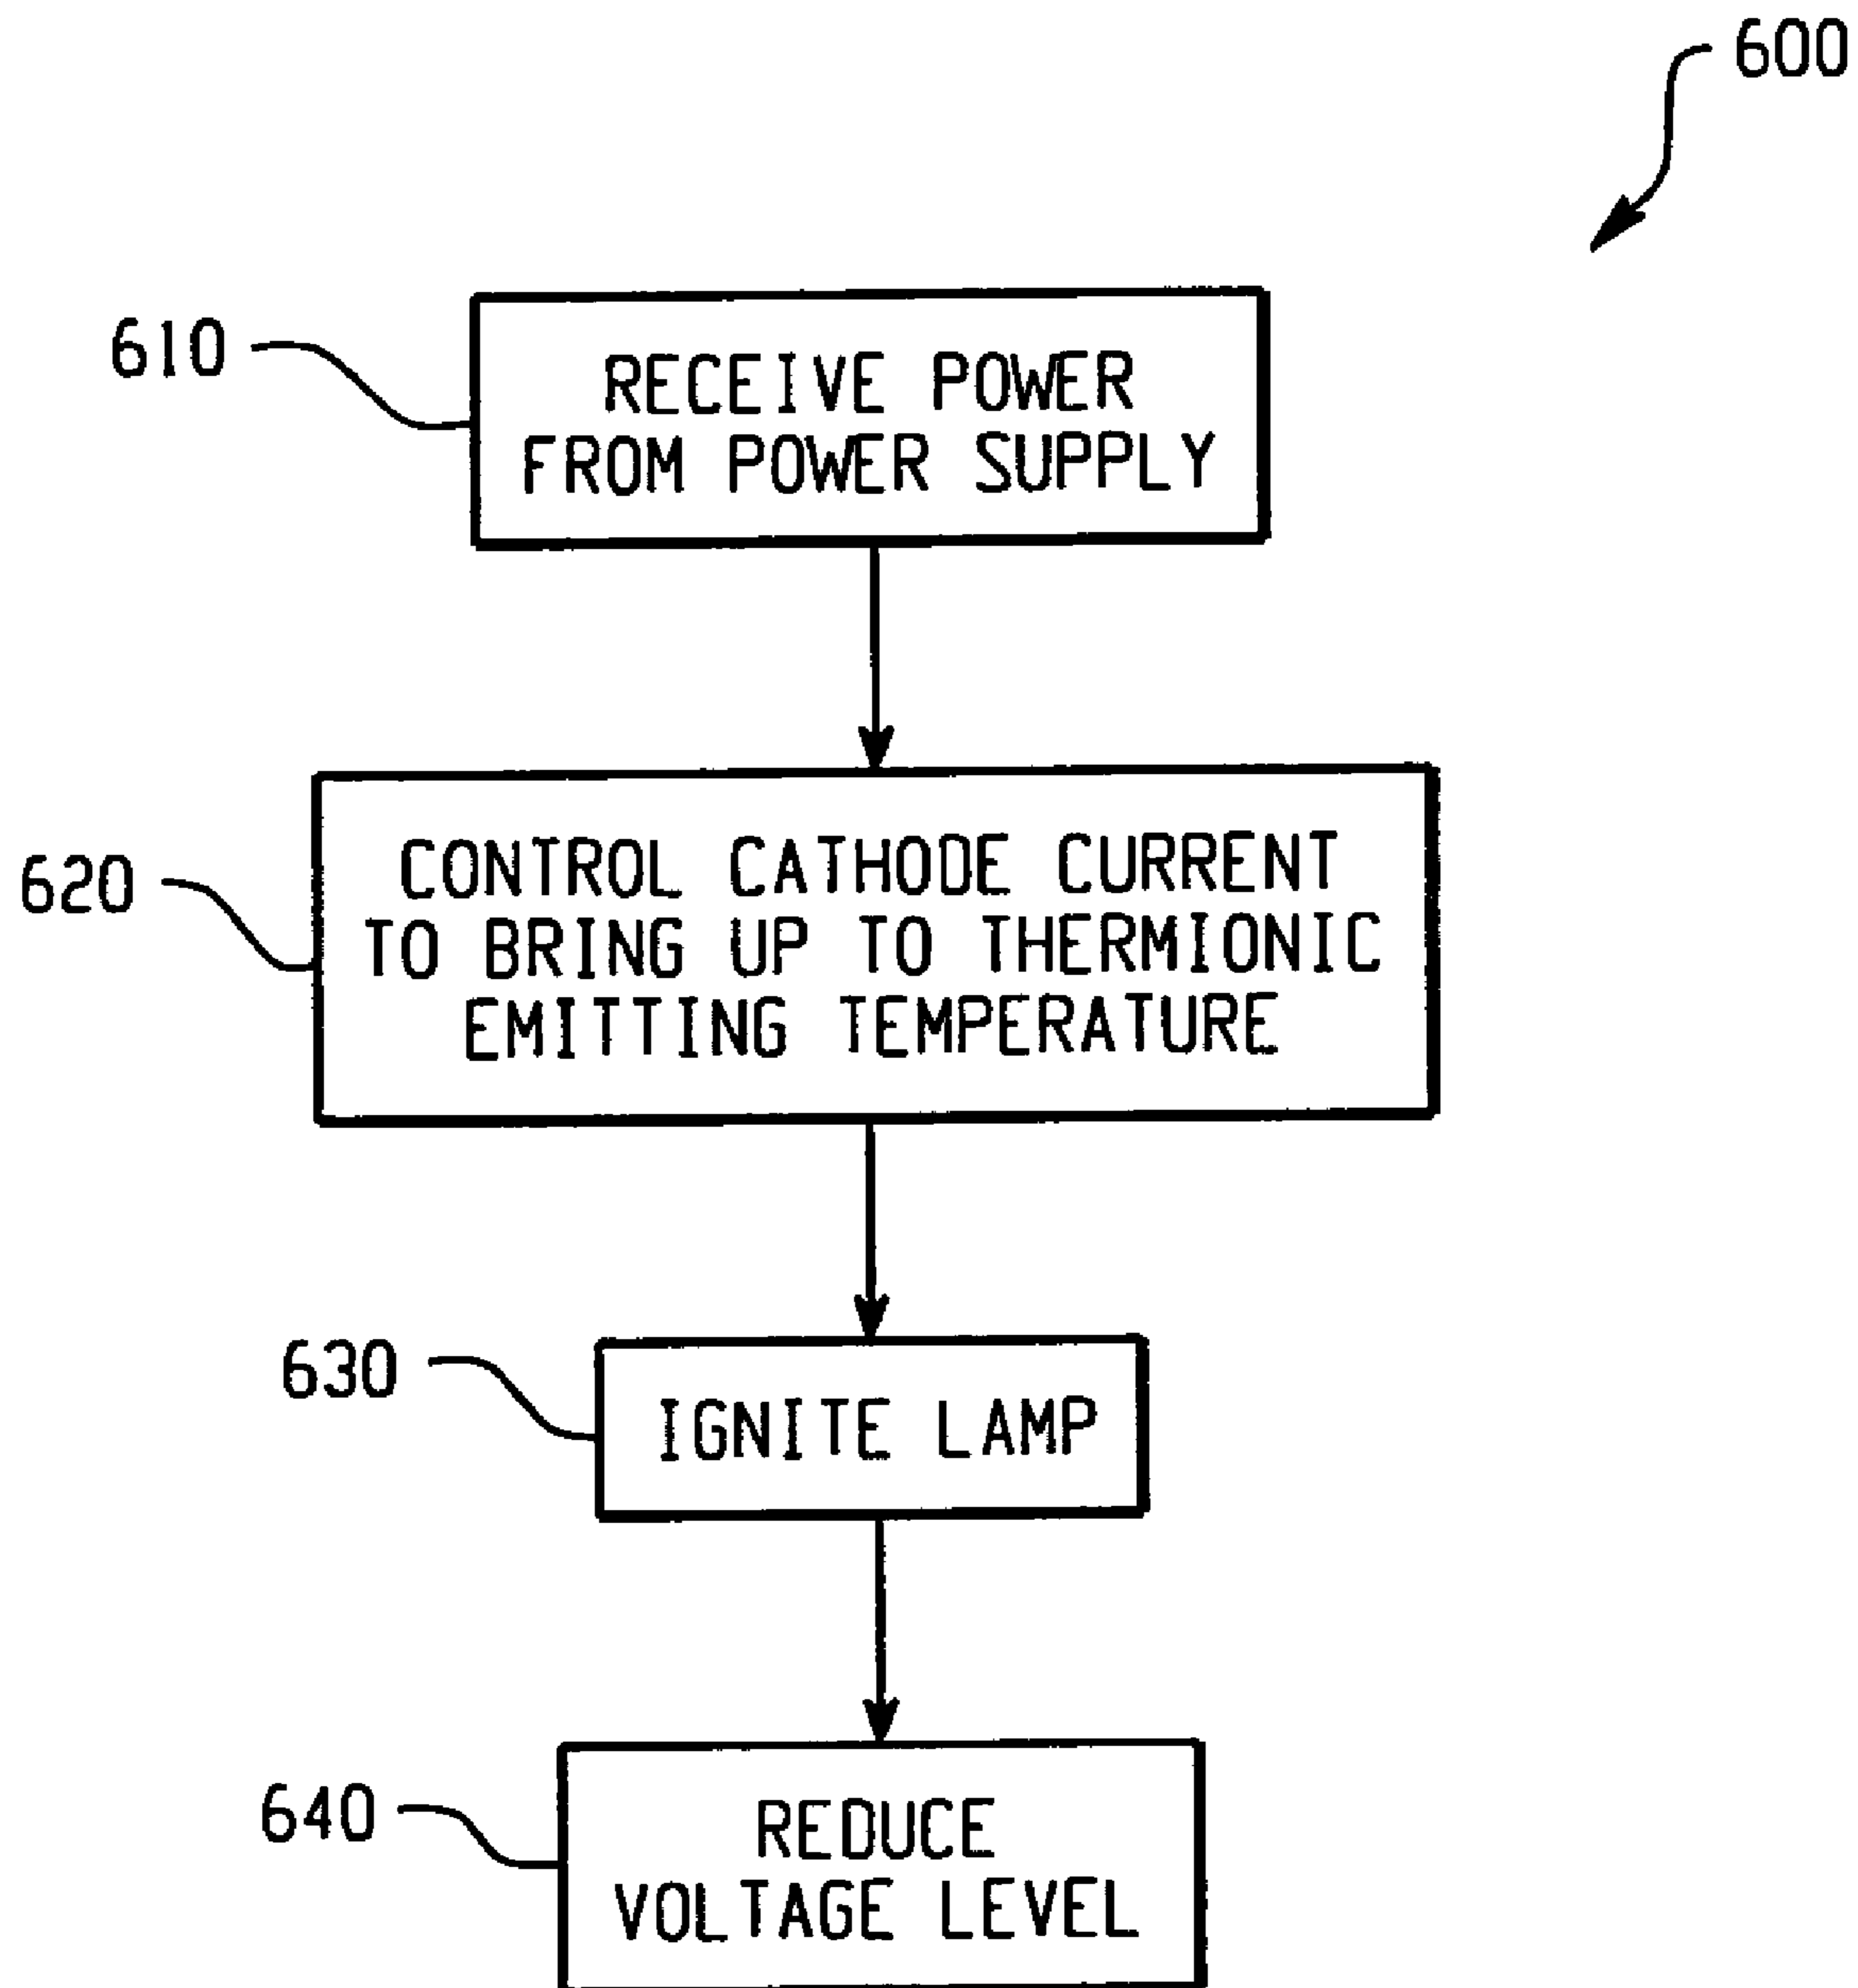 600
610
RECEIVE POWER
FROM POWER SUPPLY
620
CONTROL CATHODE CURRENT
TO BRING UP TO THERMIONIC
EMITTING TEMPERATURE
630
IGNITE LAMP
640
REDUCE
VOLTAGE LEVEL